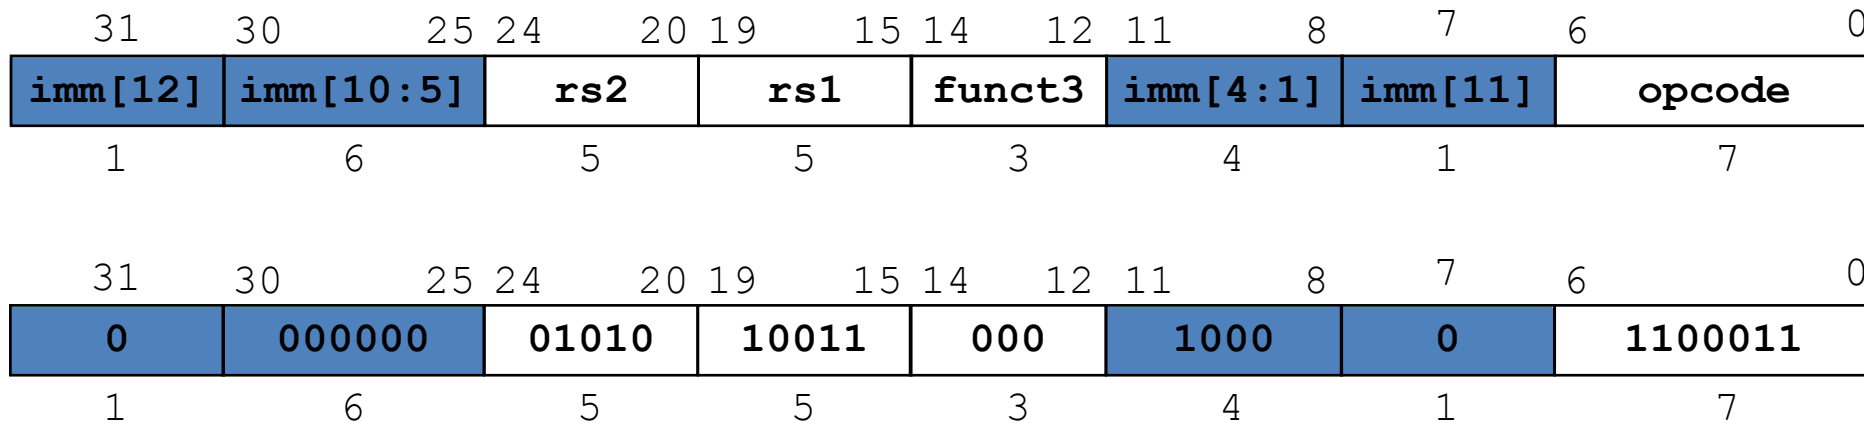 31 30 25 24 20 19 15 14 12 11 8 7 6 0
imm[12] imm[10:5] rs2 rs1 funct3 imm[4:1] imm[11] opcode
1 6 5 5 3 4 1 7
31 30 25 24 20 19 15 14 12 11 8 7 6 0
0 000000 01010 10011 000 1000 0 1100011
1 6 5 5 3 4 1 7